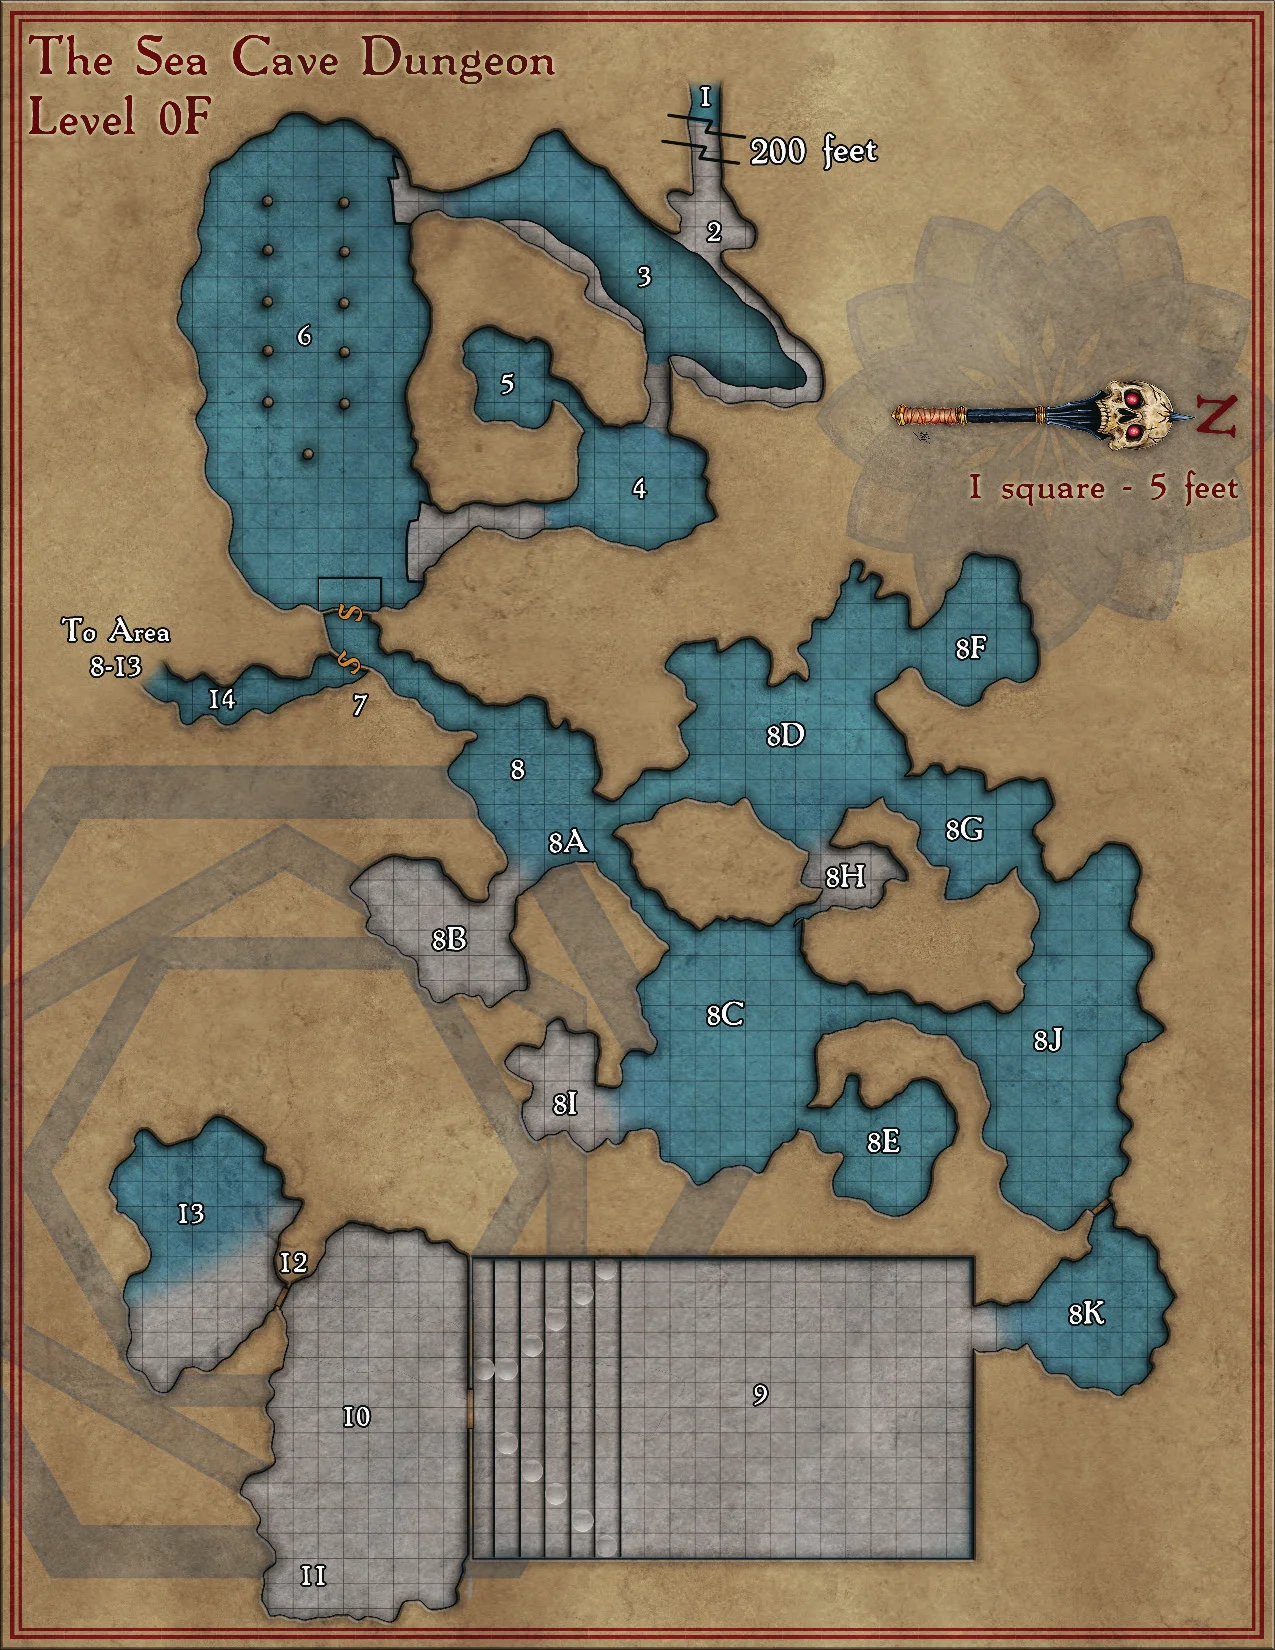 The Sea Cave Dungeon
Level 0F
1
200 feet
2
3
6
5
N
4
1 square - 5 feet
To Area
8-13
S
S
14
7
8F
8D
8
8G
8A
8H
8B
8C
8J
8I
8E
13
12
8K
9
10
11